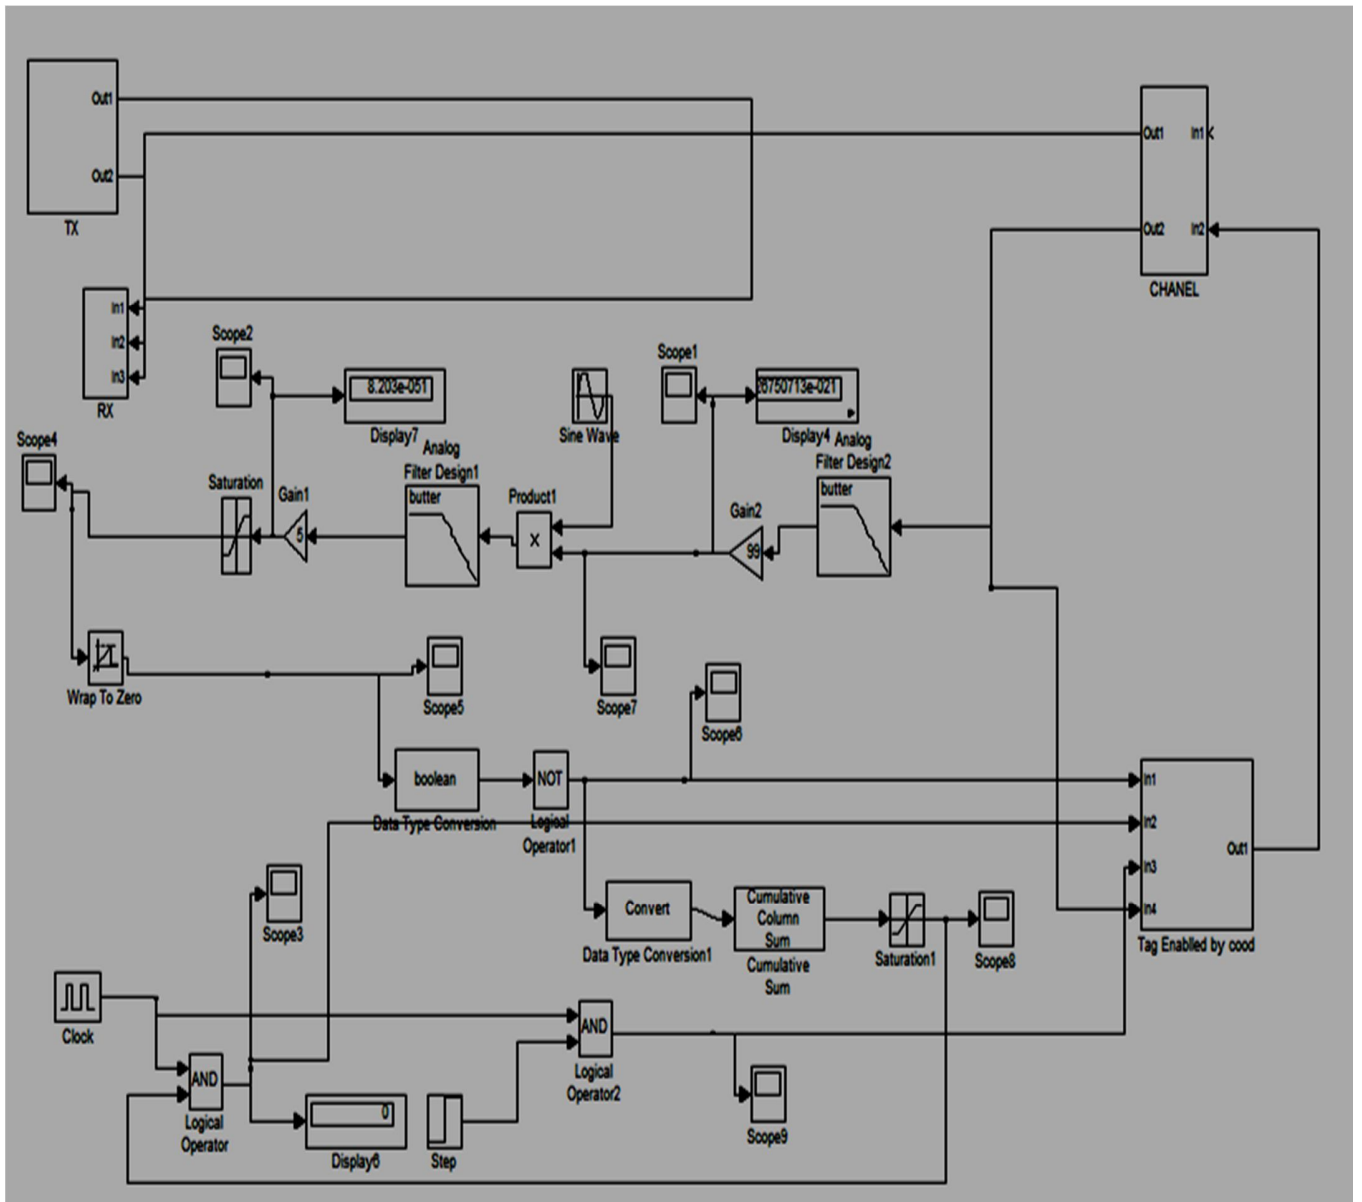 Out1
Out2
TX
Out1
In1
Out2
In2
CHANEL
In1
In2
In3
RX
Scope2
8.203e-051
Display7
Sine Wave
Scope1
26750713e-021
Display4
Scope4
Saturation
Gain1
5
Analog
Filter Design1
butter
Product1
x
Gain2
99
Analog
Filter Design2
butter
Wrap To Zero
Scope5
Scope7
Scope6
boolean
Data Type Conversion
NOT
Logical
Operator1
In1
In2
In3
In4
Out1
Tag Enablled by cood
Scope3
Convert
Data Type Conversion1
Cumulative
Column
Sum
Cumulative
Sum
Saturation1
Scope8
Clock
AND
Logical
Operator
0
Display6
Step
AND
Logical
Operator2
Scope9